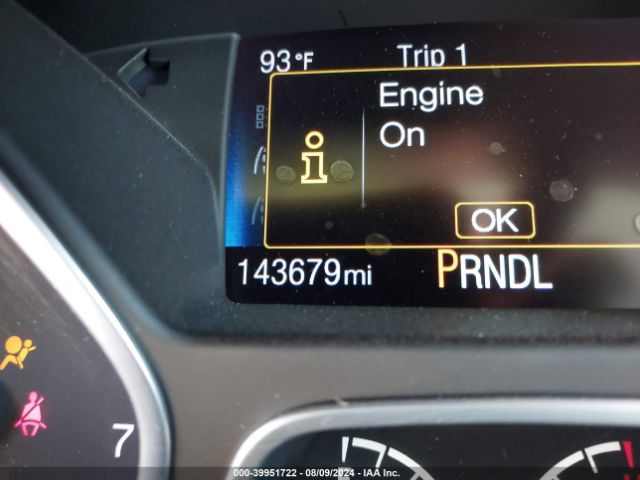 93°F Trip 1
Engine
On
OK
143679mi PRNDL
7
000-39951722 - 08/09/2024 - IAA Inc.